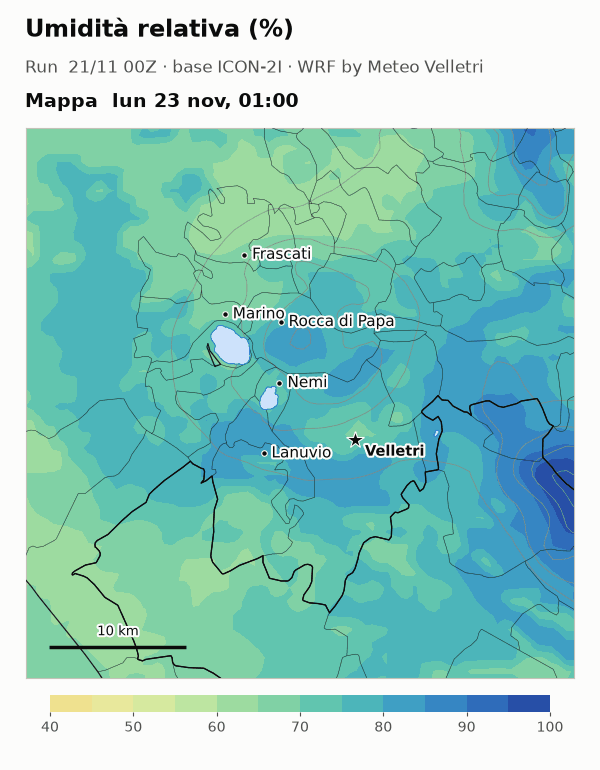 Umidità relativa (%)
Run  21/11 00Z · base ICON-2I · WRF by Meteo Velletri
Mappa  lun 23 nov, 01:00
Frascati
Marino
Rocca di Papa
Nemi
Velletri
Lanuvio
10 km
40 50 60 70 80 90 100